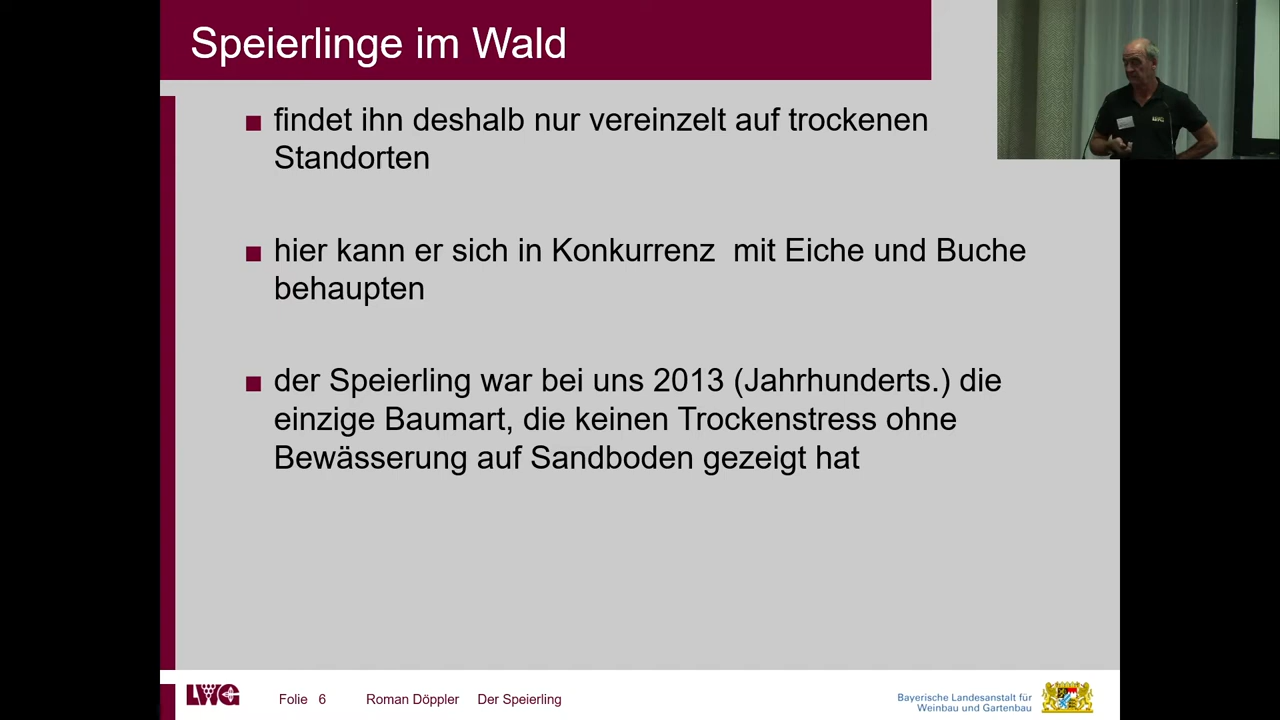 Speierlinge im Wald
findet ihn deshalb nur vereinzelt auf trockenen
Standorten
hier kann er sich in Konkurrenz mit Eiche und Buche
behaupten
der Speierling war bei uns 2013 (Jahrhunderts.) die
einzige Baumart, die keinen Trockenstress ohne
Bewässerung auf Sandboden gezeigt hat
LWG
Folie 6 Roman Döppler Der Speierling
Bayerische Landesanstalt für
Weinbau und Gartenbau